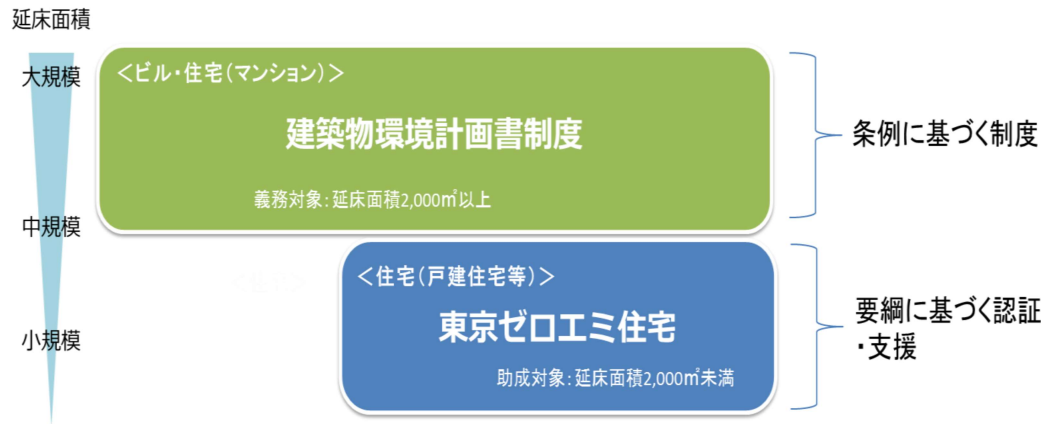 延床面積
大規模
<ビル・住宅(マンション)>
建築物環境計画書制度
条例に基づく制度
義務対象:延床面積2,000㎡以上
中規模
<住宅(戸建住宅等)>
東京ゼロエミ住宅
要綱に基づく認証
・支援
小規模
助成対象:延床面積2,000㎡未満